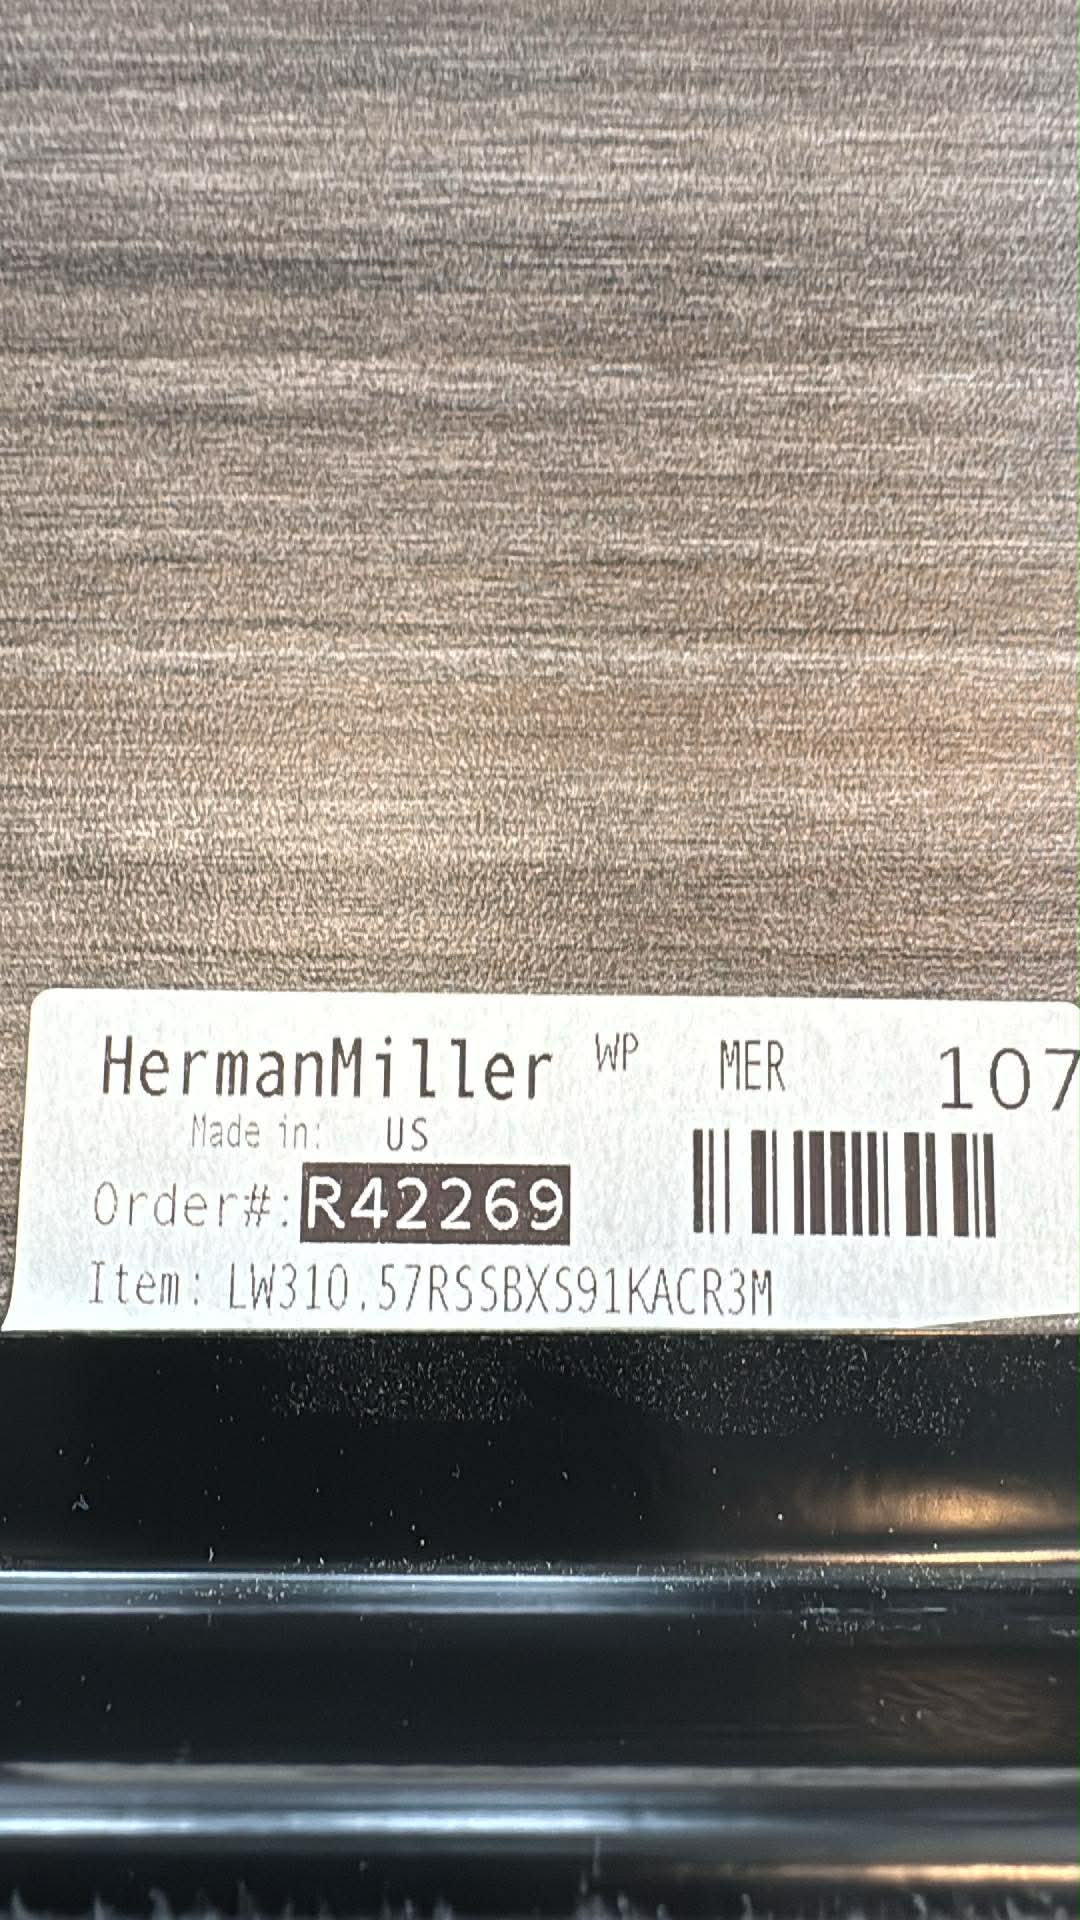 HermanMiller WP MER 107
Made in: US
Order#: R42269
Item: LW310.57RSSBXS91KACR3M